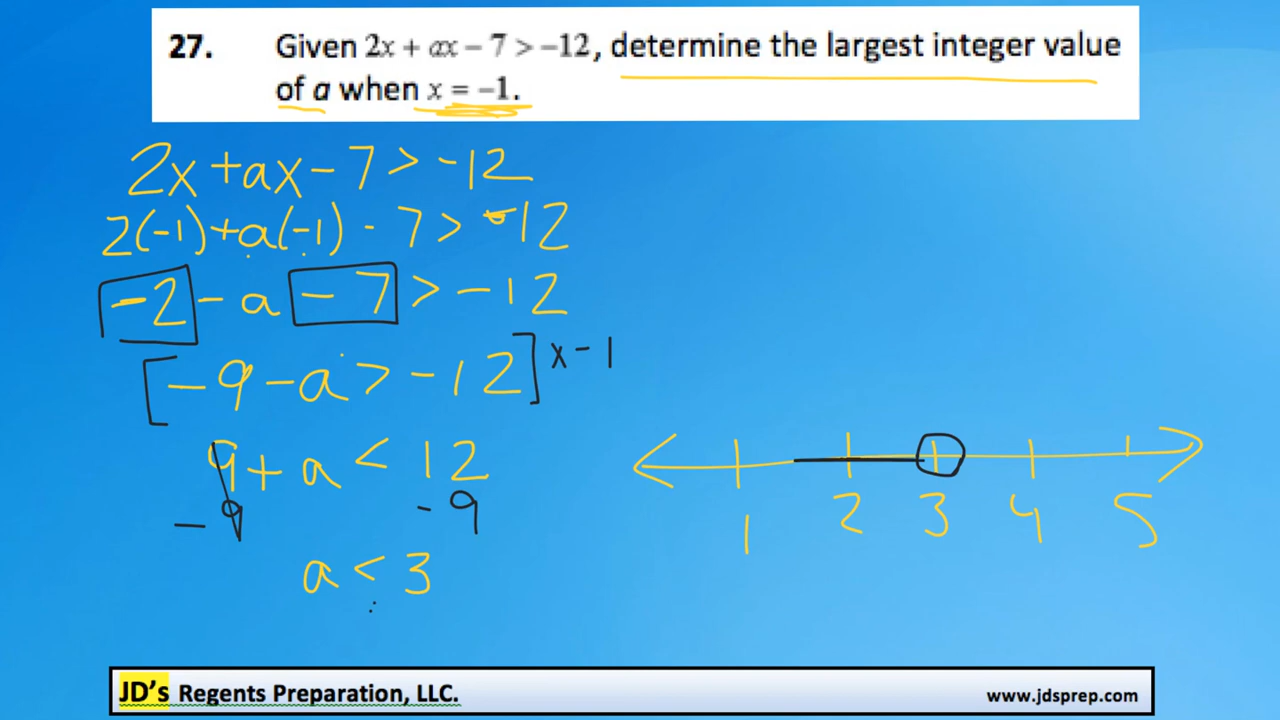 27. Given 2x + ax – 7 > –12, determine the largest integer value
of a when x = –1.
2x + ax – 7 > -12
2(-1) + a(-1) - 7 > -12
-2 - a - 7 > -12
[-9 - a > -12] x - 1
9 + a < 12
- 9 - 9
a < 3
1 2 3 4 5
JD's Regents Preparation, LLC. www.jdsprep.com